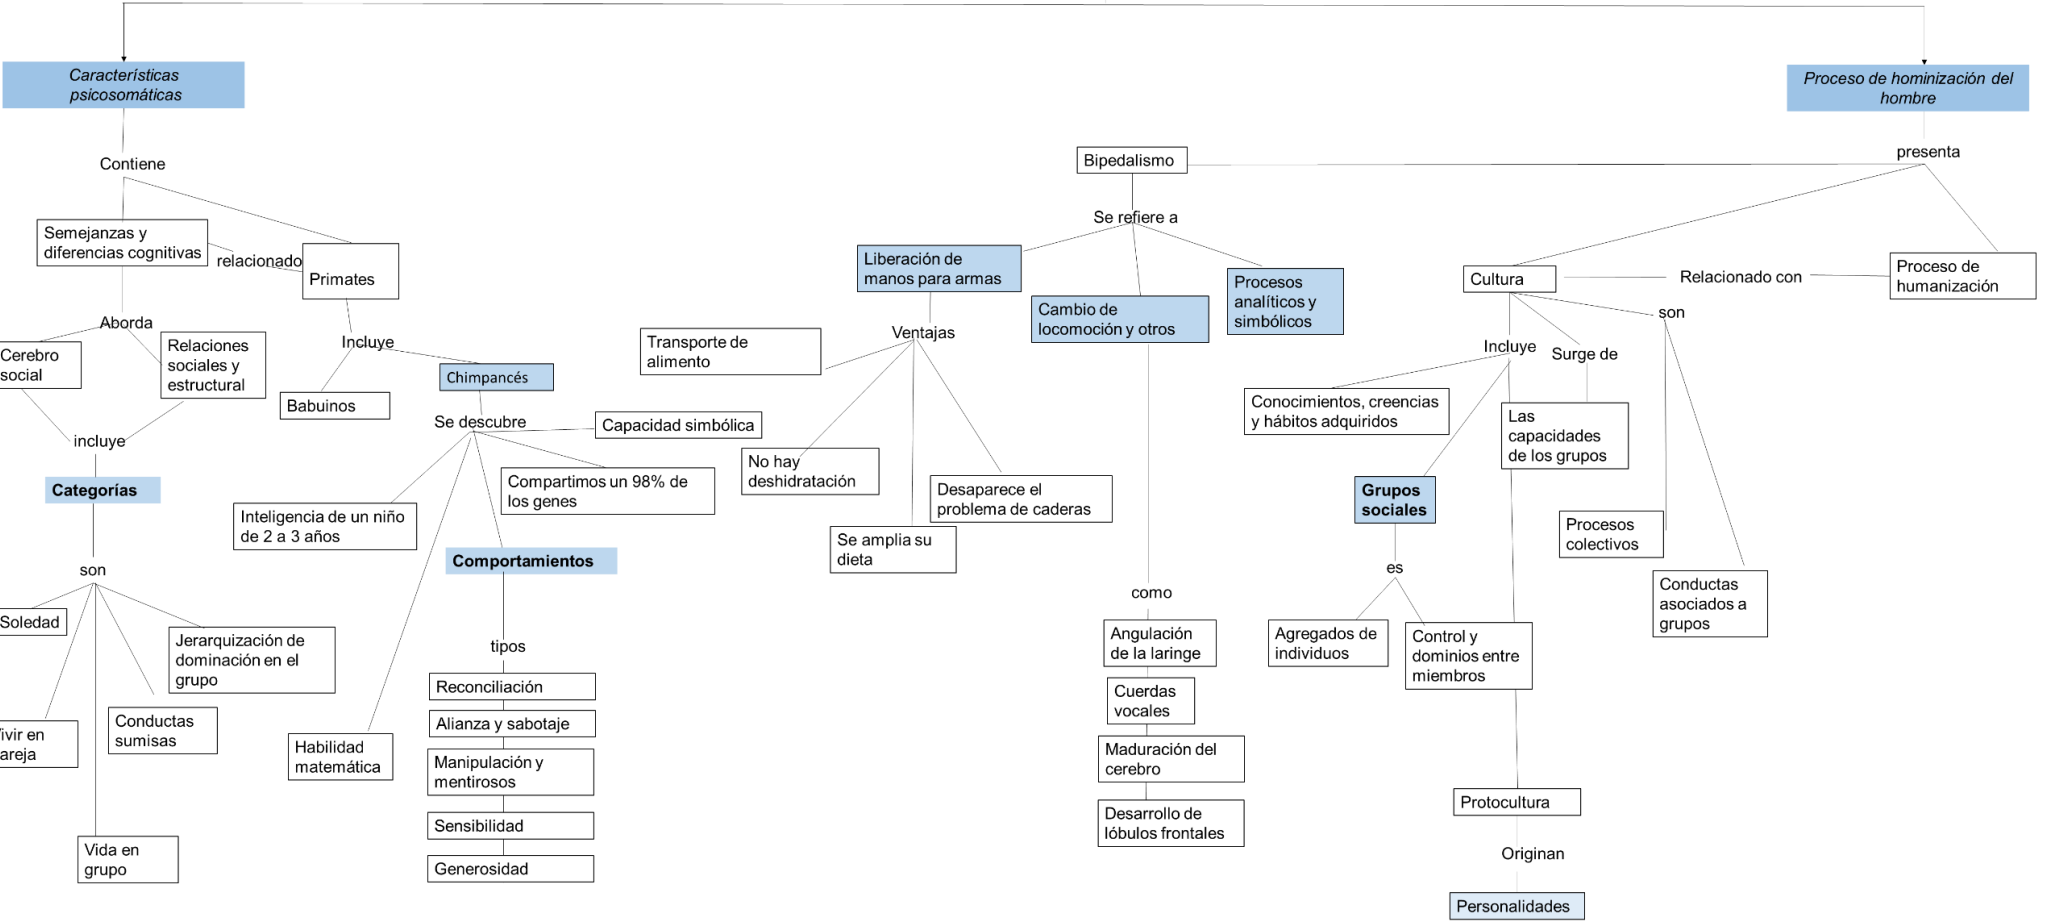 Características
psicosomáticas
Proceso de hominización del
hombre
Contiene
Semejanzas y
diferencias cognitivas
relacionado
Primates
Aborda
Cerebro
social
Relaciones
sociales y
estructural
incluye
Categorías
son
Soledad
ivir en
areja
Vida en
grupo
Conductas
sumisas
Jerarquización de
dominación en el
grupo
Incluye
Babuinos
Chimpancés
Se descubre
Capacidad simbólica
Compartimos un 98% de
los genes
Inteligencia de un niño
de 2 a 3 años
Habilidad
matemática
Comportamientos
tipos
Reconciliación
Alianza y sabotaje
Manipulación y
mentirosos
Sensibilidad
Generosidad
presenta
Bipedalismo
Se refiere a
Liberación de
manos para armas
Cambio de
locomoción y otros
Procesos
analíticos y
simbólicos
Ventajas
Transporte de
alimento
No hay
deshidratación
Se amplia su
dieta
Desaparece el
problema de caderas
como
Angulación
de la laringe
Cuerdas
vocales
Maduración del
cerebro
Desarrollo de
lóbulos frontales
Cultura
Relacionado con
Proceso de
humanización
Incluye
Surge de
son
Conocimientos, creencias
y hábitos adquiridos
Las
capacidades
de los grupos
Grupos
sociales
es
Agregados de
individuos
Control y
dominios entre
miembros
Procesos
colectivos
Conductas
asociados a
grupos
Protocultura
Originan
Personalidades